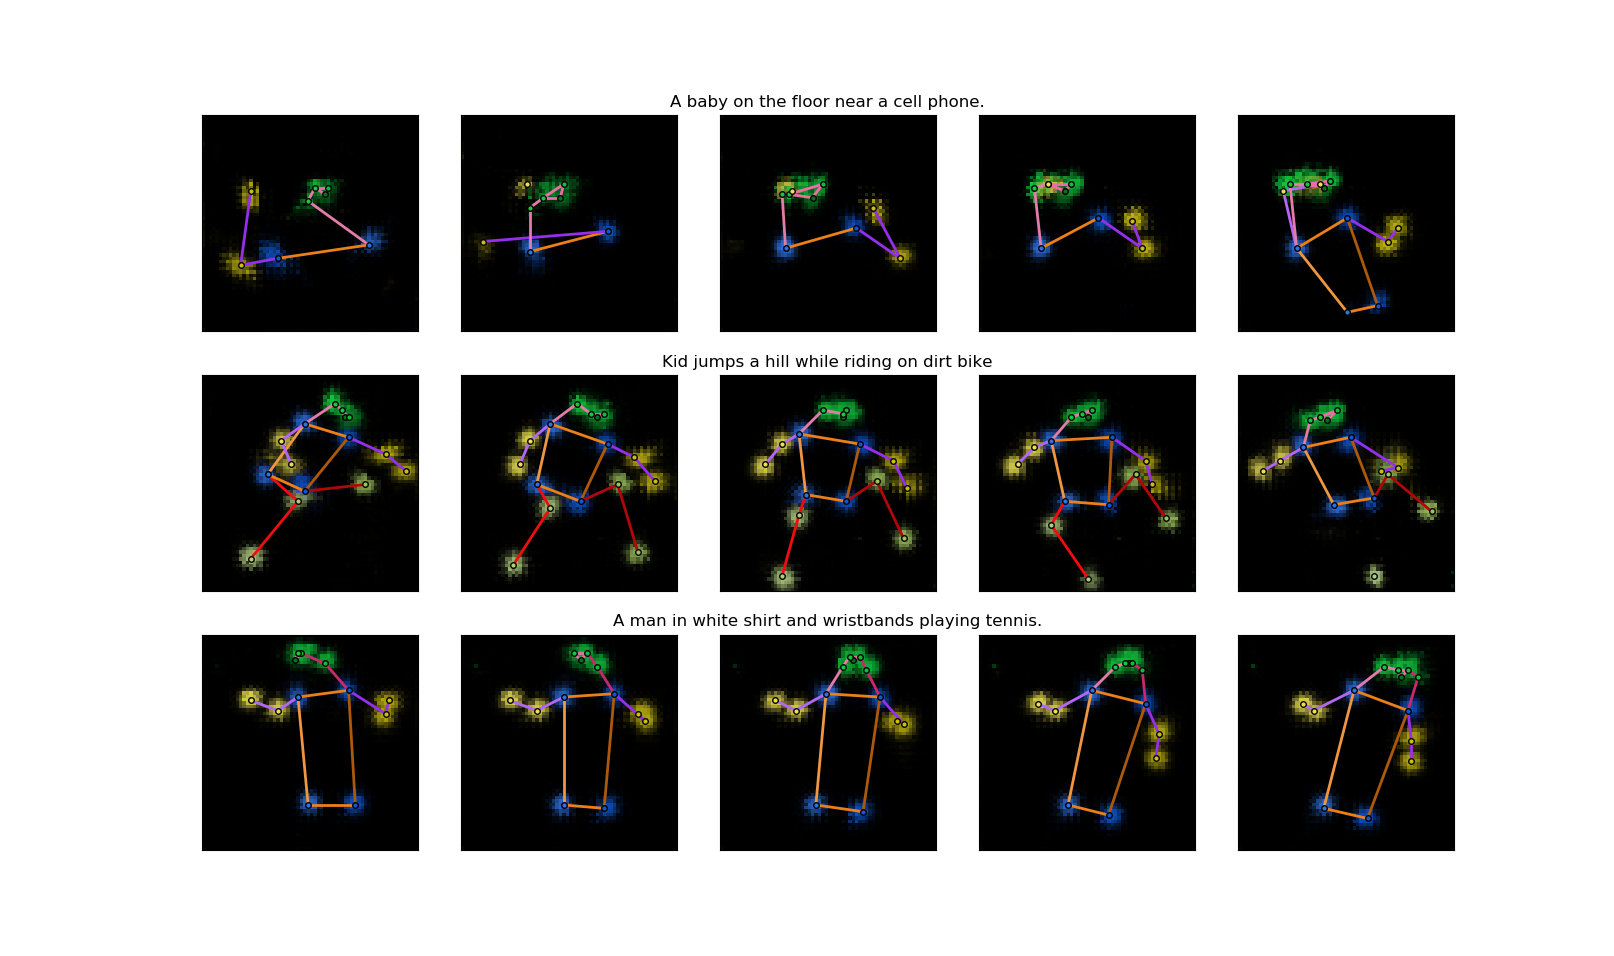 A baby on the floor near a cell phone.
Kid jumps a hill while riding on dirt bike
A man in white shirt and wristbands playing tennis.